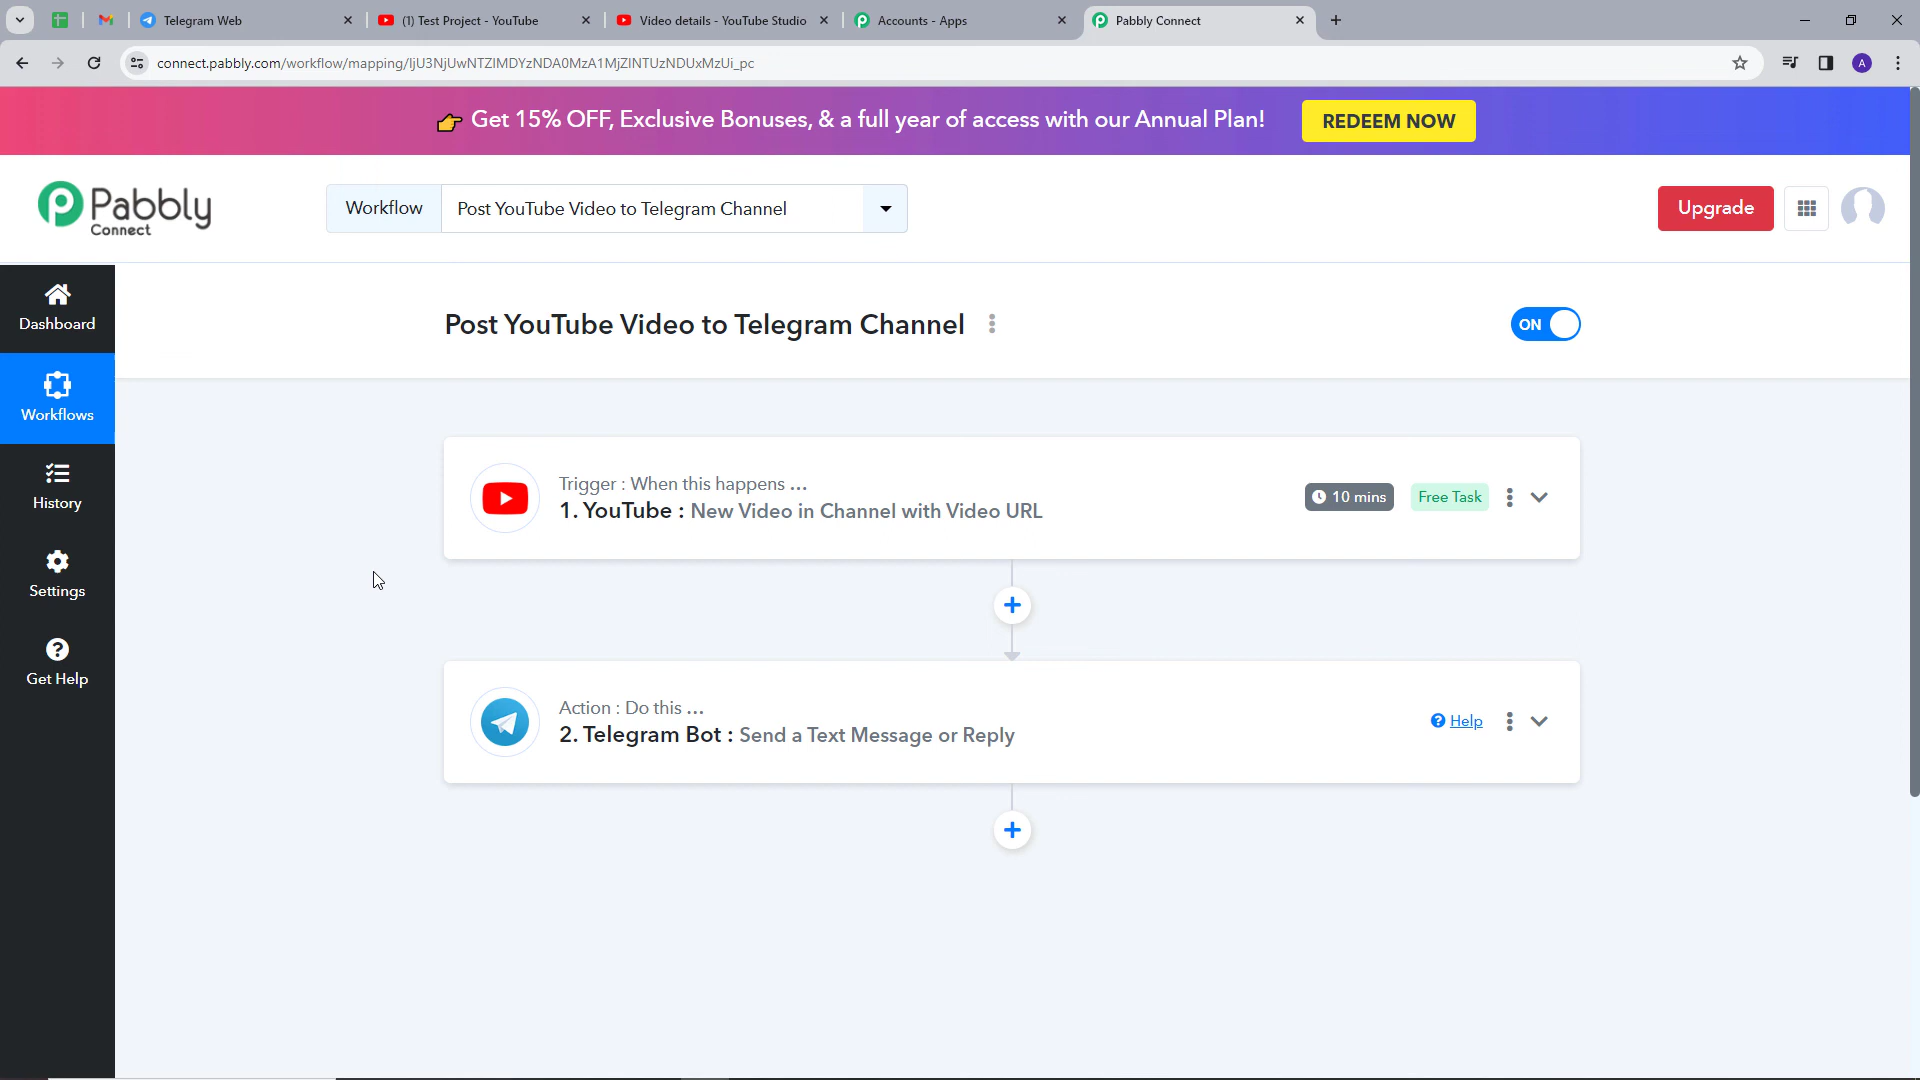 Telegram Web
(1) Test Project - YouTube
Video details - YouTube Studio
Accounts - Apps
Pabbly Connect
connect.pabbly.com/workflow/mapping/IjU3NjUwNTZlMDYzNDA0MzA1MjZlNTUzNDUxMzUi_pc
A
👉 Get 15% OFF, Exclusive Bonuses, & a full year of access with our Annual Plan!
REDEEM NOW
Pabbly
Connect
Workflow
Post YouTube Video to Telegram Channel
Upgrade
Dashboard
Workflows
History
Settings
Get Help
Post YouTube Video to Telegram Channel
ON
Trigger : When this happens ...
1. YouTube : New Video in Channel with Video URL
10 mins
Free Task
Action : Do this ...
2. Telegram Bot : Send a Text Message or Reply
Help